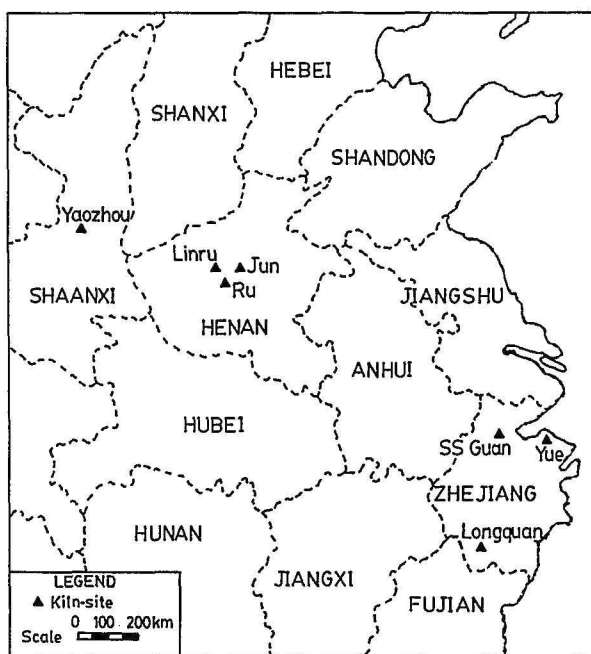 HEBEI
SHANXI
SHANDONG
Yaozhou
Linru
Jun
Ru
SHAANXI
HENAN
JIANGSHU
ANHUI
HUBEI
SS Guan
Yue
ZHEJIANG
HUNAN
Longquan
JIANGXI
FUJIAN
LEGEND
▲ Kiln-site
0 100 200km
Scale